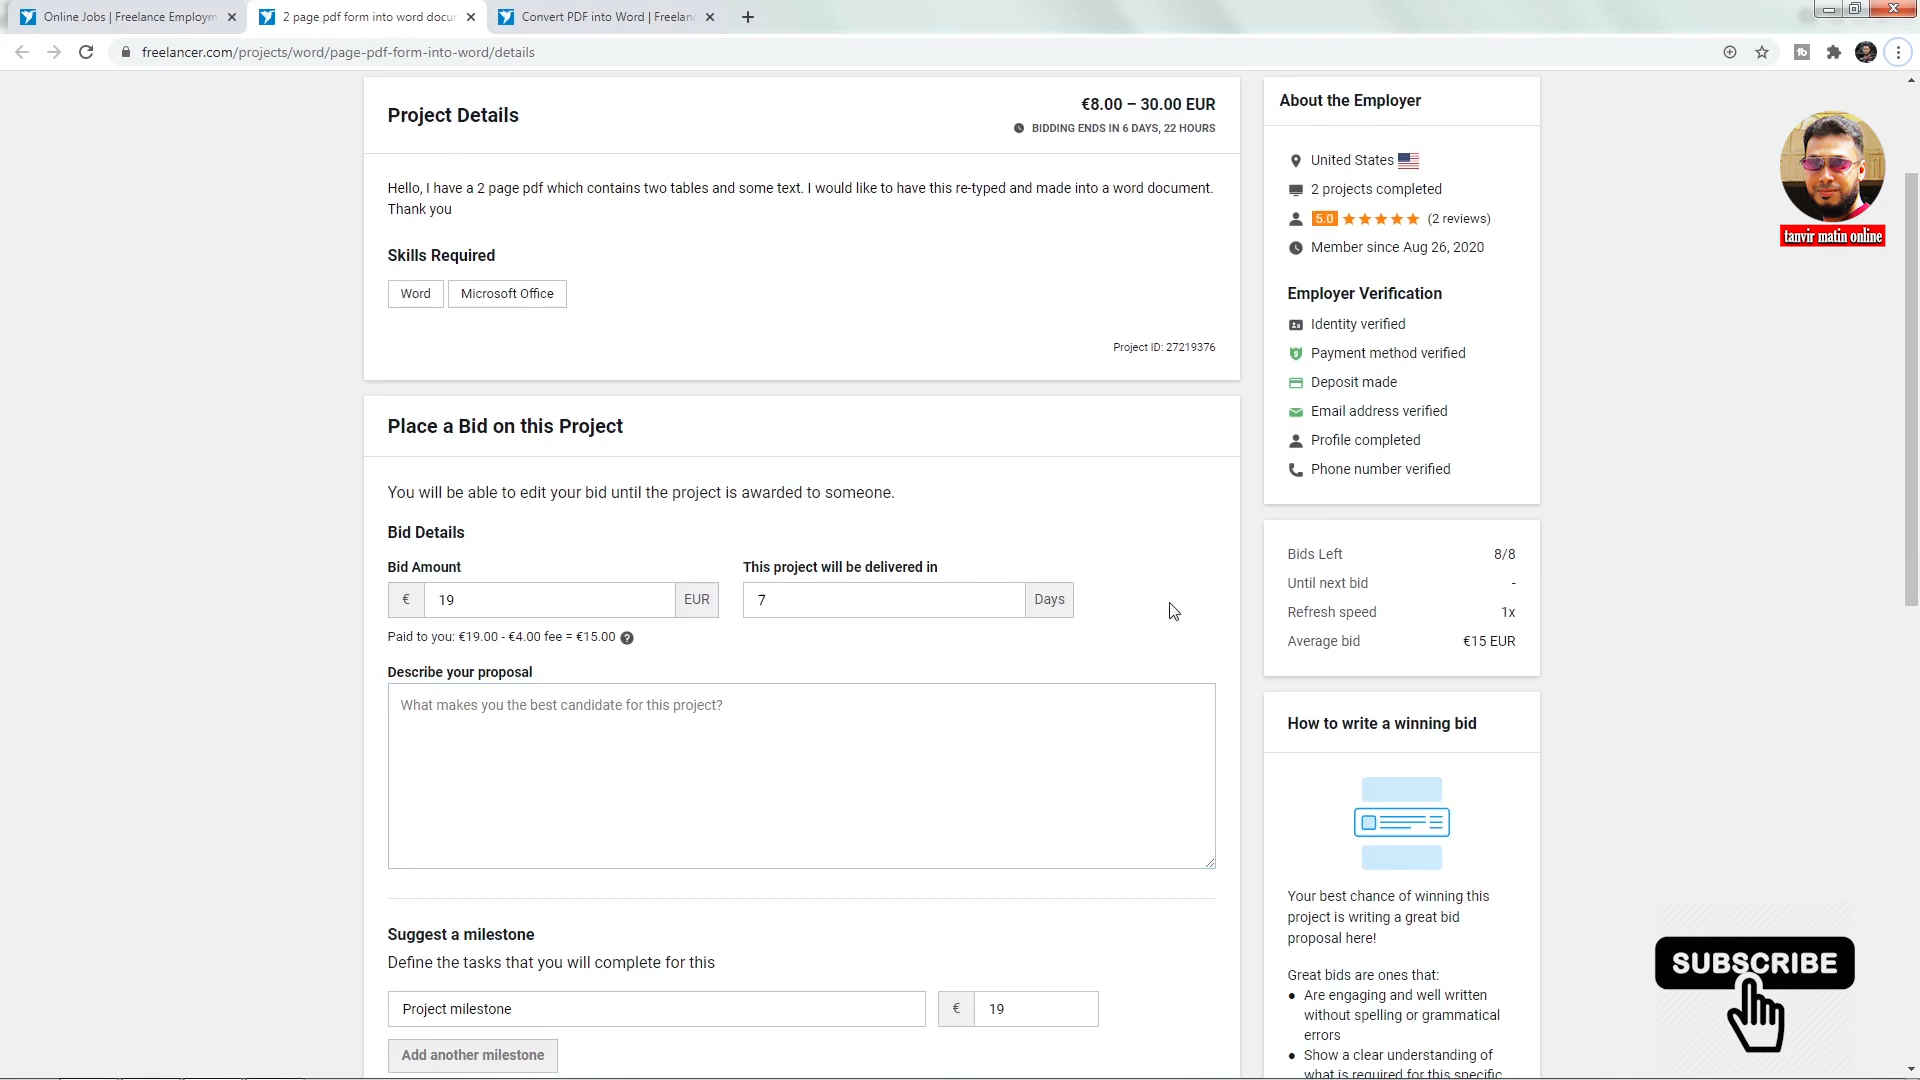 Online Jobs | Freelance Employm
2 page pdf form into word docu
Convert PDF into Word | Freelan
freelancer.com/projects/word/page-pdf-form-into-word/details
Project Details
€8.00 – 30.00 EUR
BIDDING ENDS IN 6 DAYS, 22 HOURS
Hello, I have a 2 page pdf which contains two tables and some text. I would like to have this re-typed and made into a word document.
Thank you
Skills Required
Word
Microsoft Office
Project ID: 27219376
Place a Bid on this Project
You will be able to edit your bid until the project is awarded to someone.
Bid Details
Bid Amount
This project will be delivered in
€ 19 EUR
7 Days
Paid to you: €19.00 - €4.00 fee = €15.00 ?
Describe your proposal
What makes you the best candidate for this project?
Suggest a milestone
Define the tasks that you will complete for this
Project milestone
€ 19
Add another milestone
About the Employer
United States
2 projects completed
5.0 (2 reviews)
Member since Aug 26, 2020
Employer Verification
Identity verified
Payment method verified
Deposit made
Email address verified
Profile completed
Phone number verified
Bids Left 8/8
Until next bid -
Refresh speed 1x
Average bid €15 EUR
How to write a winning bid
Your best chance of winning this
project is writing a great bid
proposal here!
Great bids are ones that:
● Are engaging and well written
without spelling or grammatical
errors
● Show a clear understanding of
what is required for this specific
tanvir matin online
SUBSCRIBE